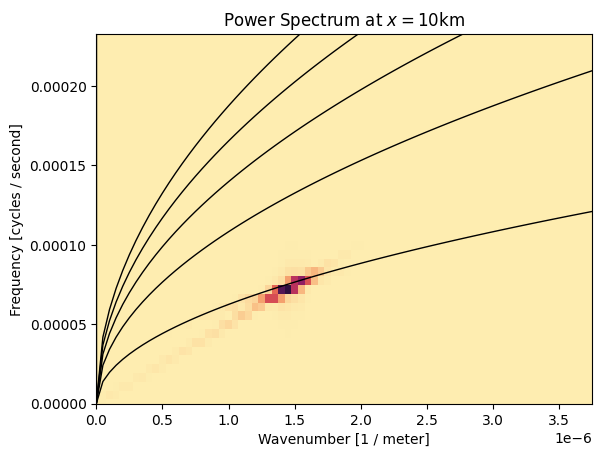 Power Spectrum at x = 10km
Frequency [cycles / second]
0.00020
0.00015
0.00010
0.00005
0.00000
0.0 0.5 1.0 1.5 2.0 2.5 3.0 3.5
1e−6
Wavenumber [1 / meter]